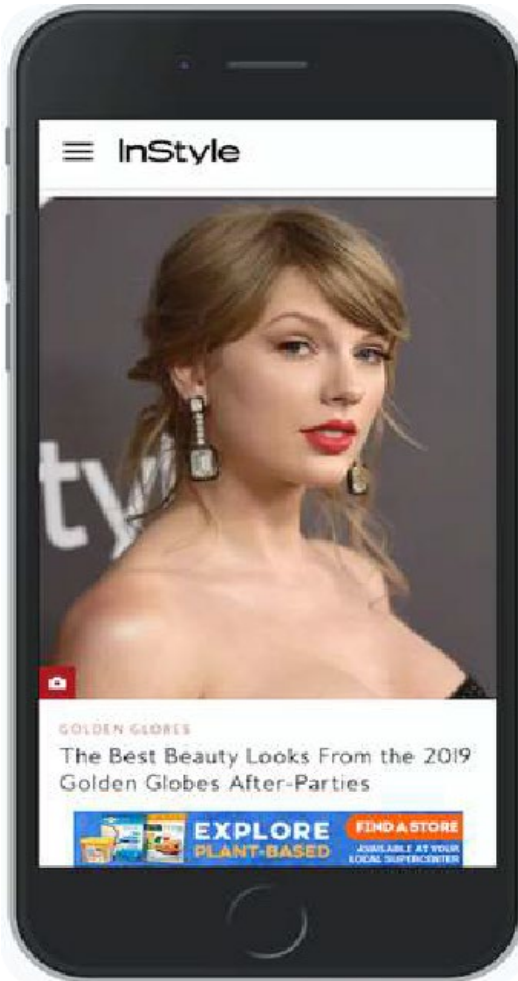 InStyle
ty
GOLDEN GLOBES
The Best Beauty Looks From the 2019
Golden Globes After-Parties
EXPLORE
PLANT-BASED
FIND A STORE
AVAILABLE AT YOUR
LOCAL SUPERCENTER